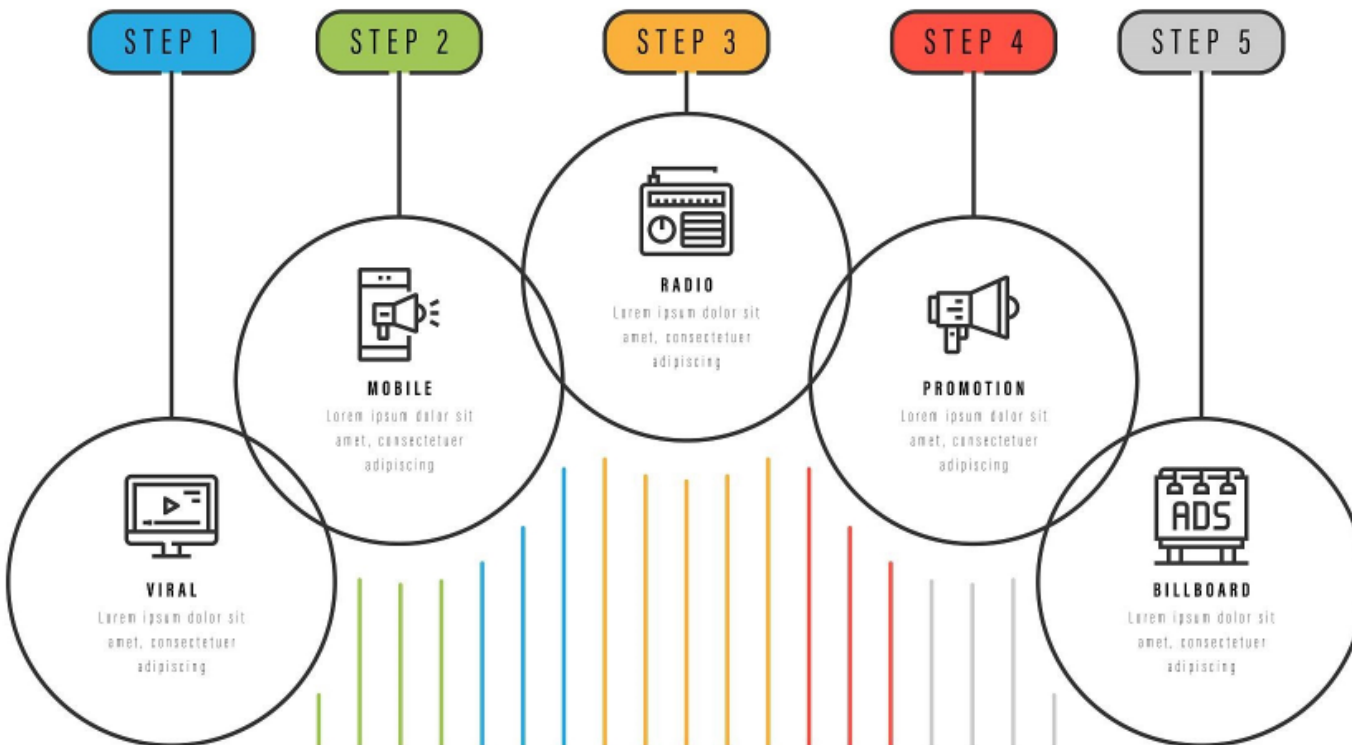 STEP 1
STEP 2
STEP 3
STEP 4
STEP 5
VIRAL
Lorem ipsum dolor sit
amet, consectetuer
adipiscing
MOBILE
Lorem ipsum dolor sit
amet, consectetuer
adipiscing
RADIO
Lorem ipsum dolor sit
amet, consectetuer
adipiscing
PROMOTION
Lorem ipsum dolor sit
amet, consectetuer
adipiscing
ADS
BILLBOARD
Lorem ipsum dolor sit
amet, consectetuer
adipiscing